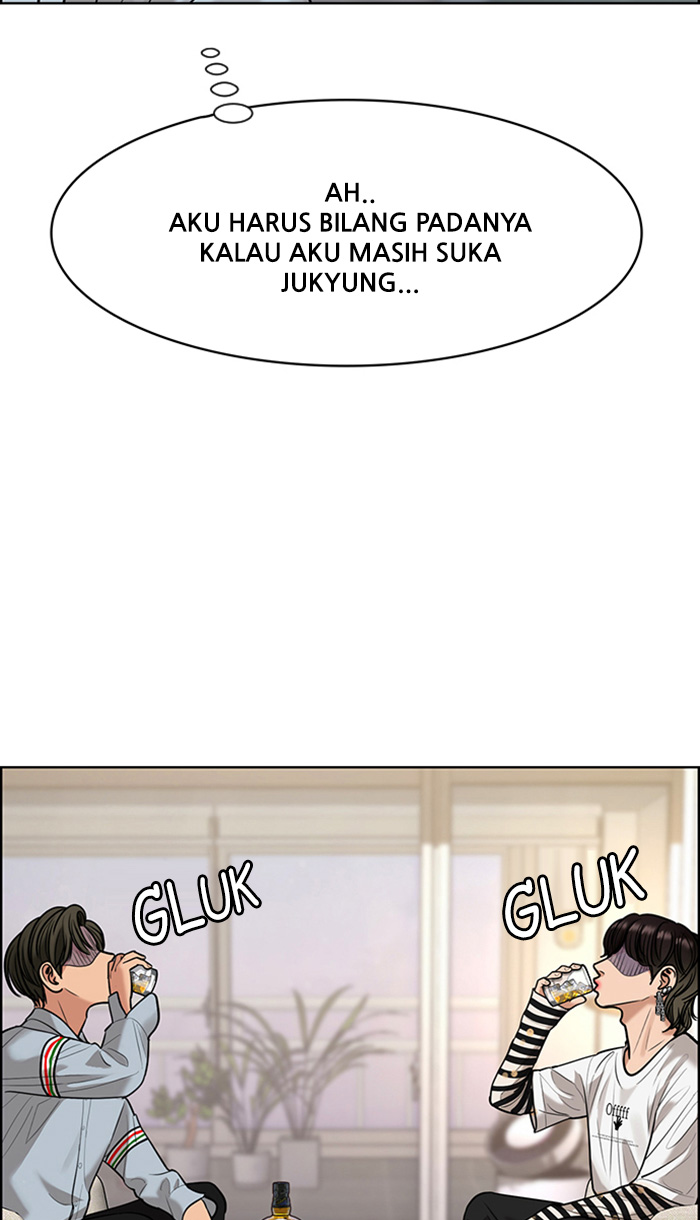 AH..
AKU HARUS BILANG PADANYA
KALAU AKU MASIH SUKA
JUKYUNG...
GLUK
GLUK
Offfff